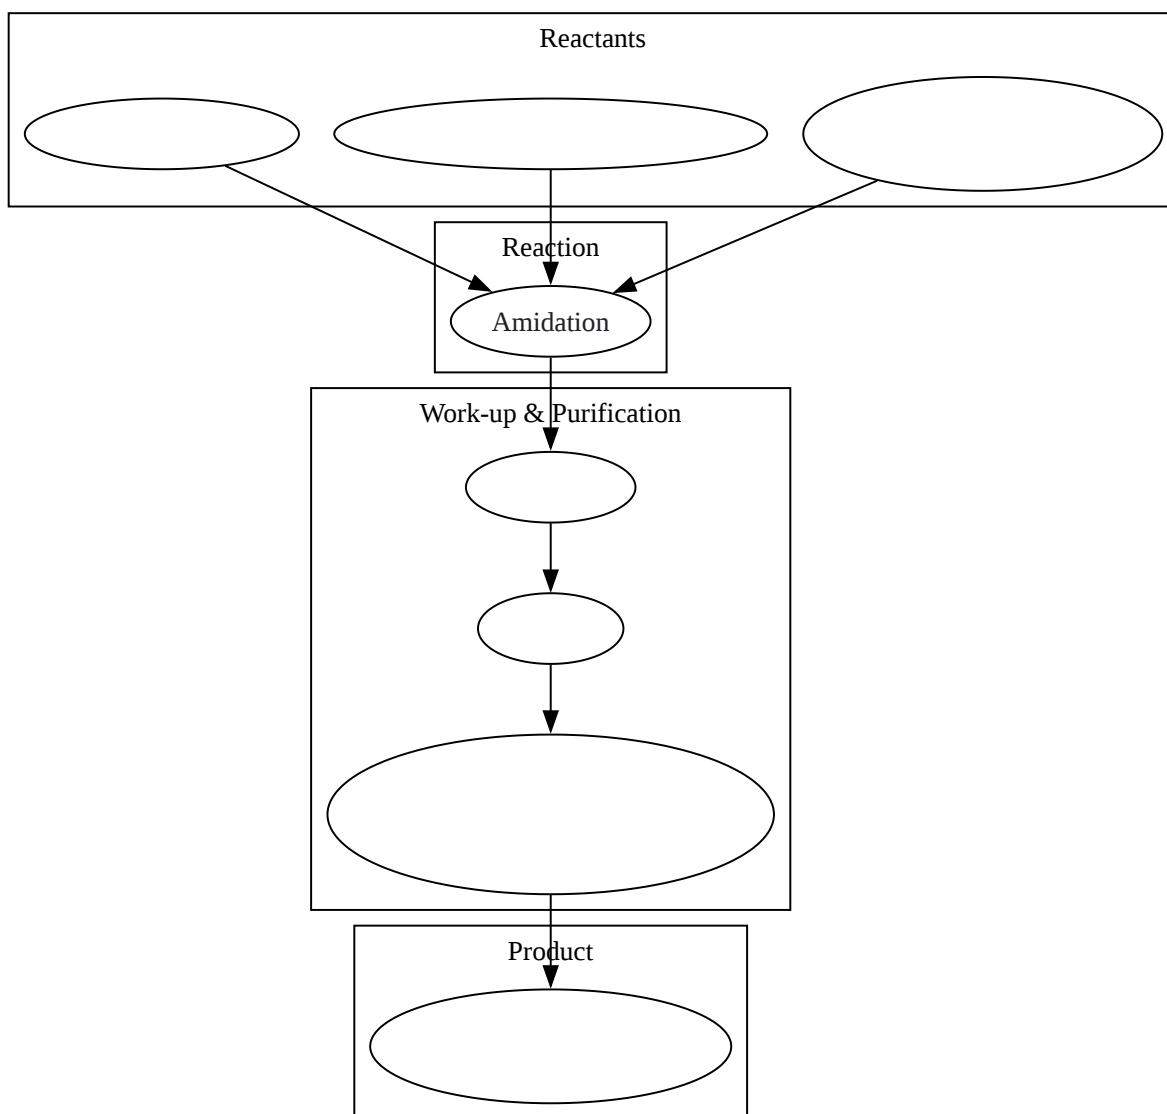 Reactants
Reaction
Amidation
Work-up & Purification
Product